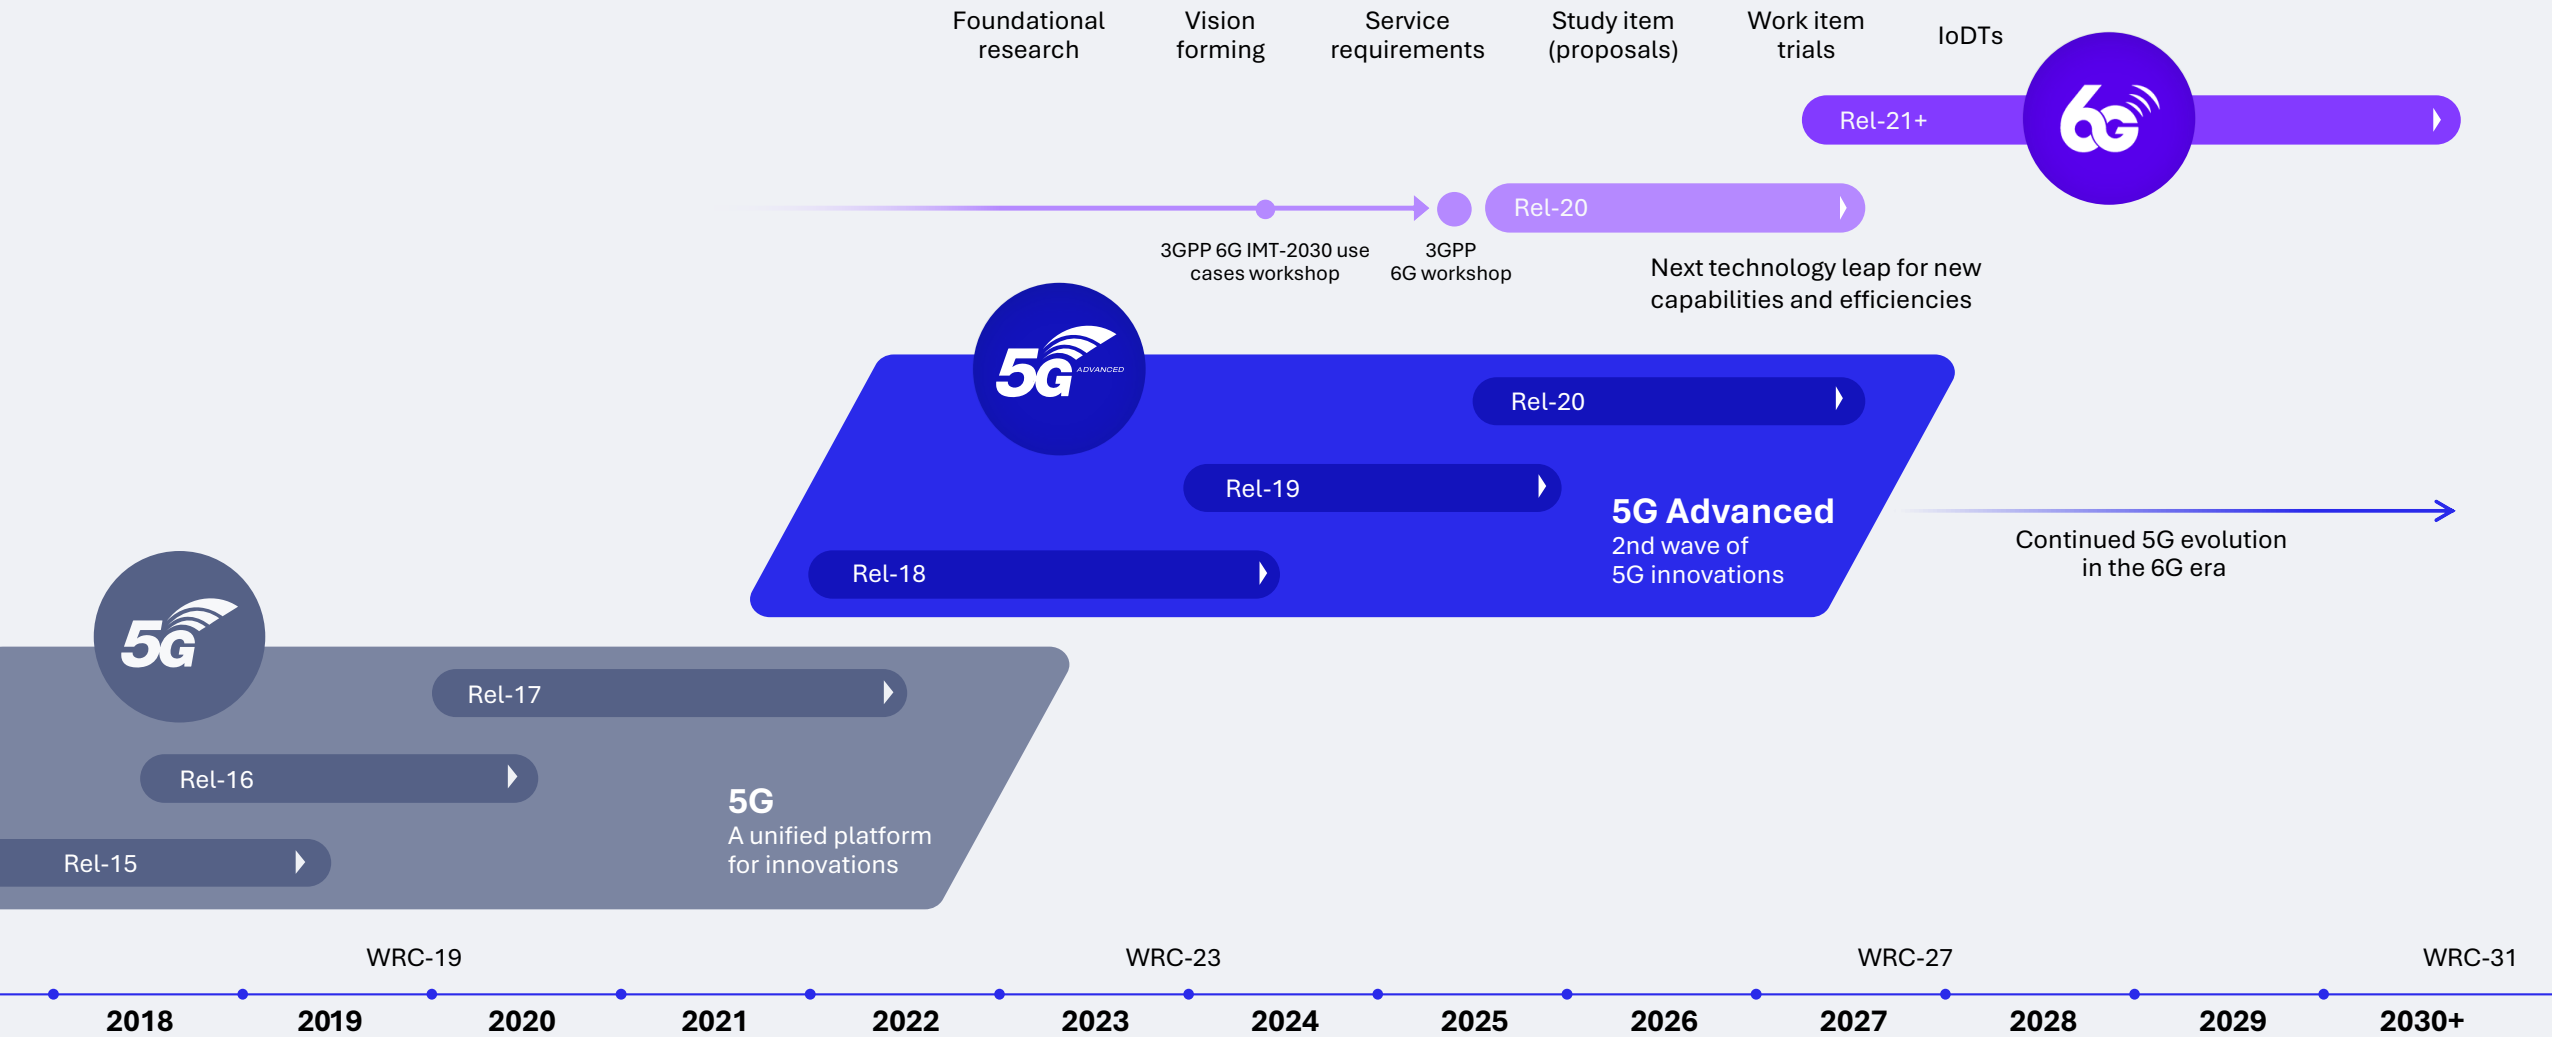 Foundational
research
Vision
forming
Service
requirements
Study item
(proposals)
Work item
trials
IoDTs
Rel-21+
6G
Rel-20
3GPP 6G IMT-2030 use
cases workshop
3GPP
6G workshop
Next technology leap for new
capabilities and efficiencies
5G
ADVANCED
Rel-20
Rel-19
Rel-18
5G Advanced
2nd wave of
5G innovations
Continued 5G evolution
in the 6G era
5G
Rel-17
Rel-16
Rel-15
5G
A unified platform
for innovations
WRC-19
WRC-23
WRC-27
WRC-31
2018
2019
2020
2021
2022
2023
2024
2025
2026
2027
2028
2029
2030+